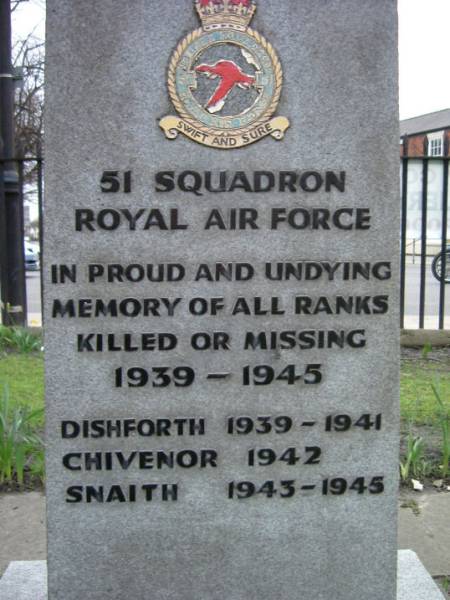 SWIFT AND SURE
51 SQUADRON
ROYAL AIR FORCE
IN PROUD AND UNDYING
MEMORY OF ALL RANKS
KILLED OR MISSING
1939 - 1945
DISHFORTH 1939 - 1941
CHIVENOR 1942
SNAITH 1943 - 1945